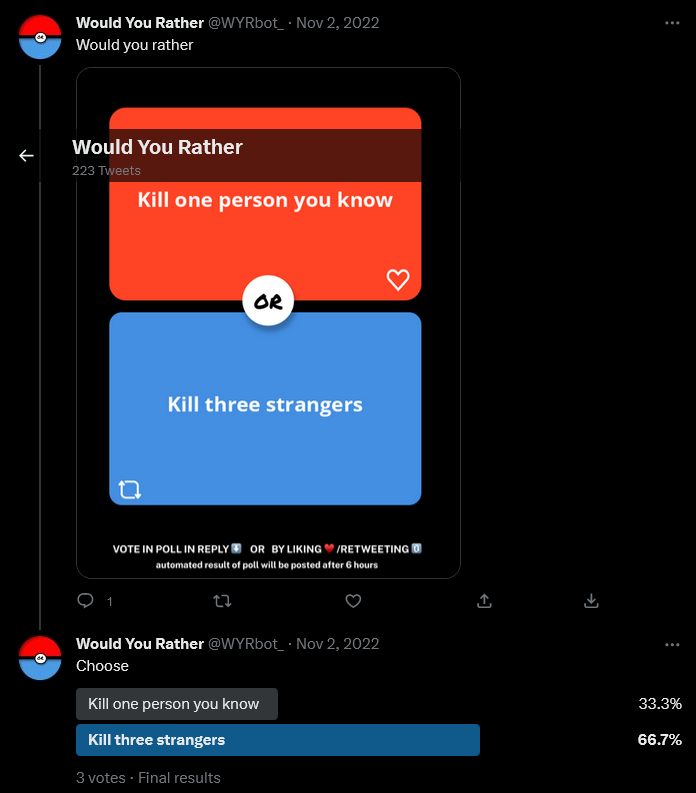 Would You Rather @WYRbot_ · Nov 2, 2022
Would you rather
Would You Rather
223 Tweets
Kill one person you know
OR
Kill three strangers
VOTE IN POLL IN REPLY⬇️ OR BY LIKING ❤️/RETWEETING 🔃
automated result of poll will be posted after 6 hours
1
Would You Rather @WYRbot_ · Nov 2, 2022
Choose
Kill one person you know 33.3%
Kill three strangers 66.7%
3 votes · Final results